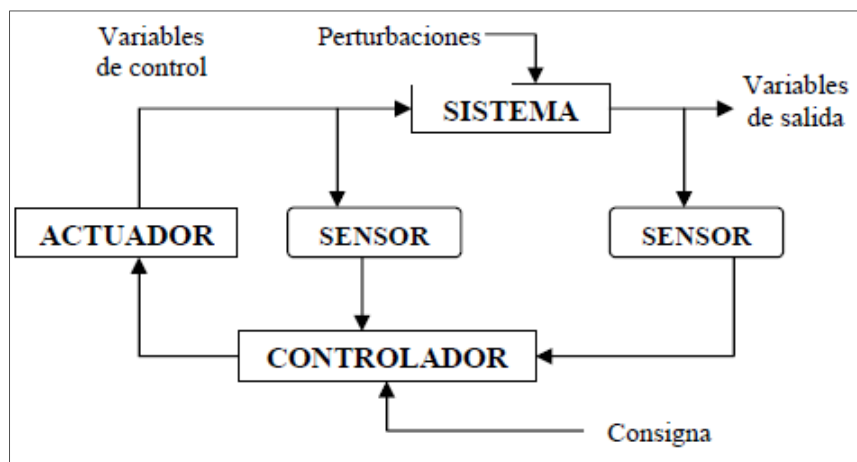 Variables
de control
Perturbaciones
SISTEMA
Variables
de salida
ACTUADOR
SENSOR
SENSOR
CONTROLADOR
Consigna